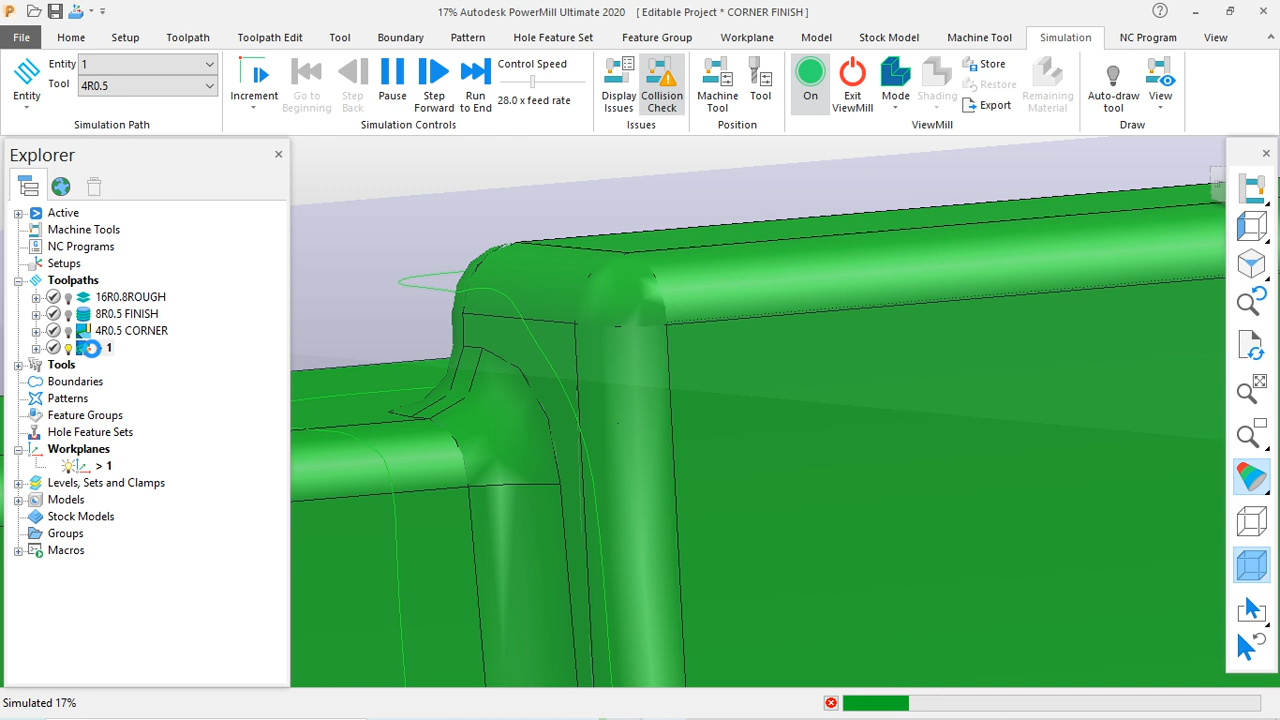 17% Autodesk PowerMill Ultimate 2020 [ Editable Project * CORNER FINISH ]
File Home Setup Toolpath Toolpath Edit Tool Boundary Pattern Hole Feature Set Feature Group Workplane Model Stock Model Machine Tool Simulation NC Program View
Entity
Entity 1
Tool 4R0.5
Simulation Path
Increment
Go to Beginning
Step Back
Pause
Step Forward
Run to End
Control Speed
28.0 x feed rate
Simulation Controls
Display Issues
Collision Check
Issues
Machine Tool
Tool
Position
On
Exit ViewMill
Mode
Shading
Store
Restore
Export
Remaining Material
ViewMill
Auto-draw tool
View
Draw
Explorer
Active
Machine Tools
NC Programs
Setups
Toolpaths
16R0.8ROUGH
8R0.5 FINISH
4R0.5 CORNER
1
Tools
Boundaries
Patterns
Feature Groups
Hole Feature Sets
Workplanes
> 1
Levels, Sets and Clamps
Models
Stock Models
Groups
Macros
Simulated 17%